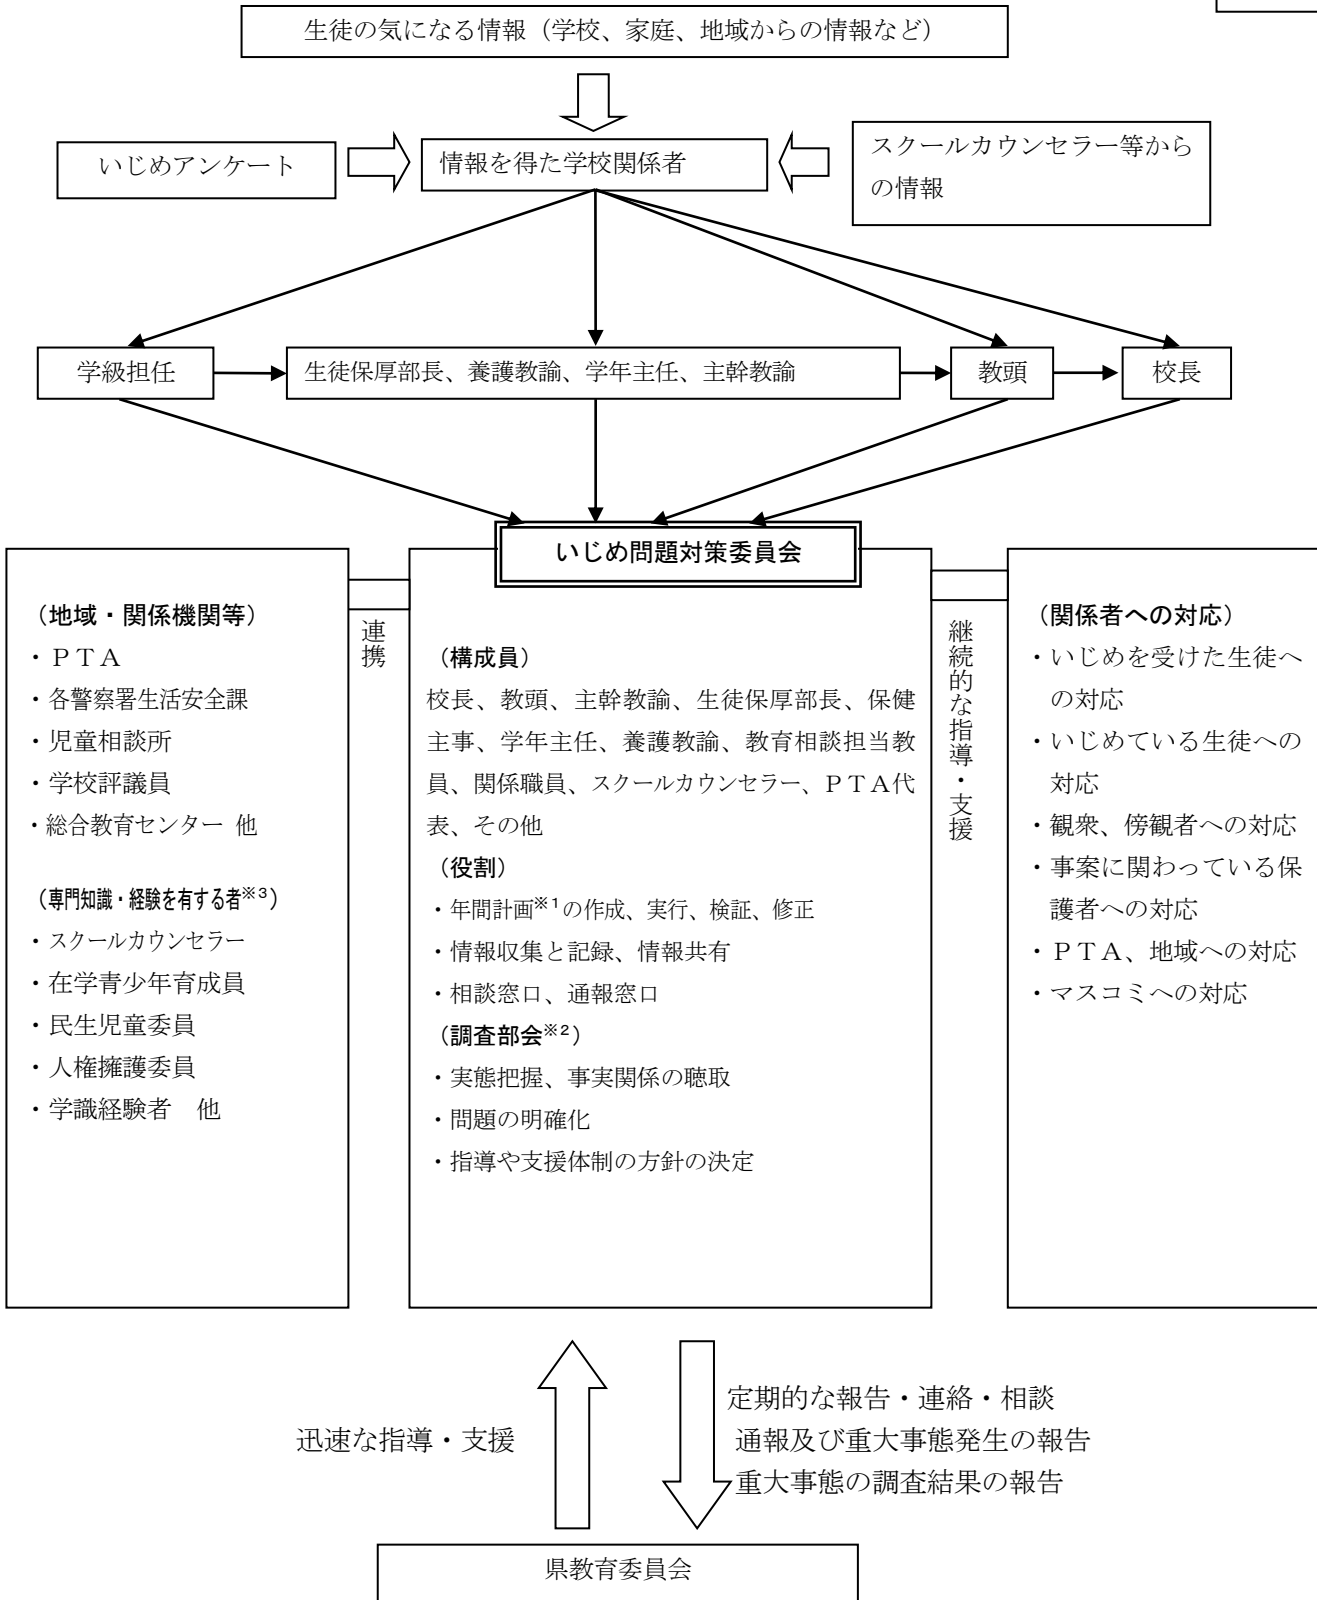 生徒の気になる情報（学校、家庭、地域からの情報など）
いじめアンケート
情報を得た学校関係者
スクールカウンセラー等から
の情報
学級担任
生徒保厚部長、養護教諭、学年主任、主幹教諭
教頭
校長
いじめ問題対策委員会
（地域・関係機関等）
・ＰＴＡ
・各警察署生活安全課
・児童相談所
・学校評議員
・総合教育センター 他
（専門知識・経験を有する者※3）
・スクールカウンセラー
・在学青少年育成員
・民生児童委員
・人権擁護委員
・学識経験者　他
連携
（構成員）
校長、教頭、主幹教諭、生徒保厚部長、保健
主事、学年主任、養護教諭、教育相談担当教
員、関係職員、スクールカウンセラー、ＰＴＡ代
表、その他
（役割）
・年間計画※1の作成、実行、検証、修正
・情報収集と記録、情報共有
・相談窓口、通報窓口
（調査部会※2）
・実態把握、事実関係の聴取
・問題の明確化
・指導や支援体制の方針の決定
継続的な指導・支援
（関係者への対応）
・いじめを受けた生徒へ
の対応
・いじめている生徒への
対応
・観衆、傍観者への対応
・事案に関わっている保
護者への対応
・ＰＴＡ、地域への対応
・マスコミへの対応
迅速な指導・支援
定期的な報告・連絡・相談
通報及び重大事態発生の報告
重大事態の調査結果の報告
県教育委員会